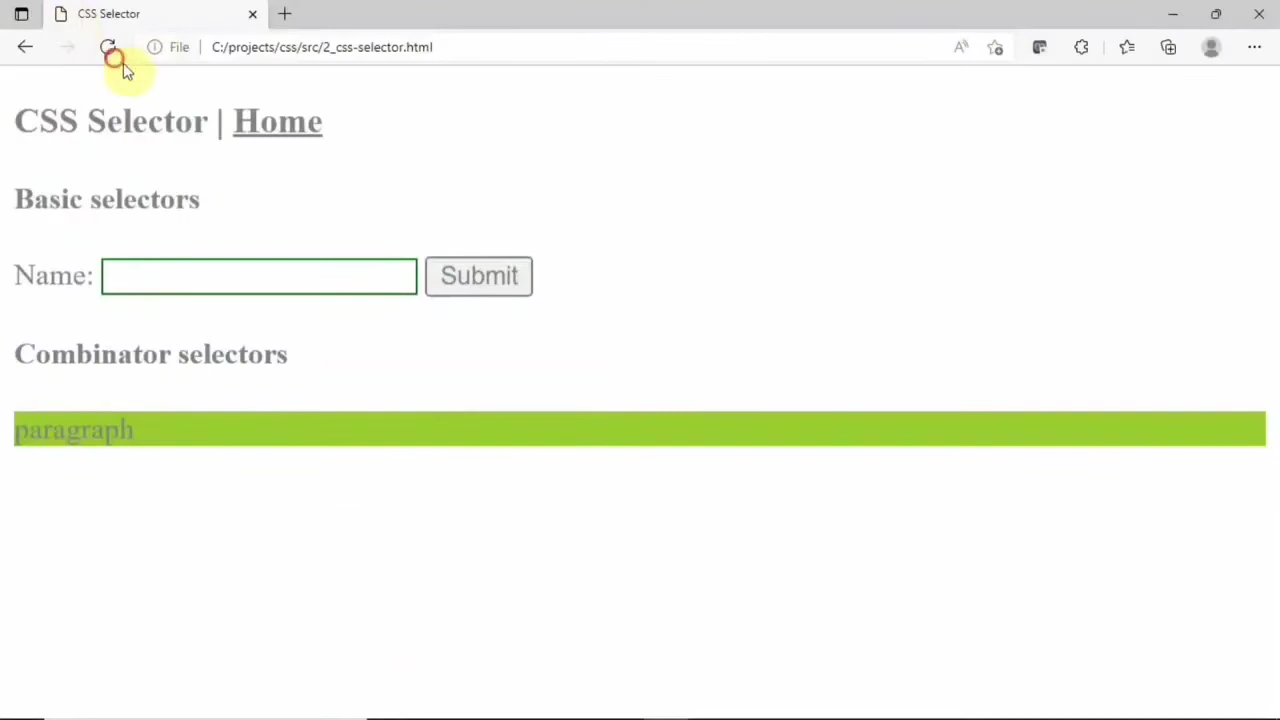 CSS Selector
File
C:/projects/css/src/2_css-selector.html
CSS Selector | Home
Basic selectors
Name:
Submit
Combinator selectors
paragraph